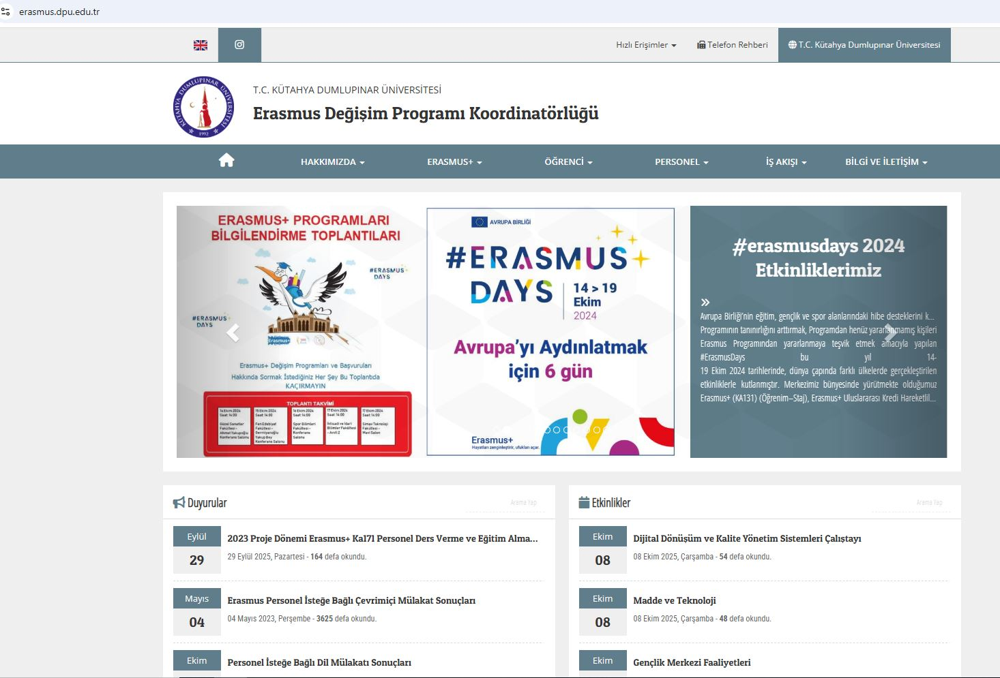 erasmus.dpu.edu.tr
Hızlı Erişimler
Telefon Rehberi
T.C. Kütahya Dumlupınar Üniversitesi
KÜTAHYA DUMLUPINAR ÜNİVERSİTESİ
1992
T.C. KÜTAHYA DUMLUPINAR ÜNİVERSİTESİ
Erasmus Değişim Programı Koordinatörlüğü
HAKKIMIZDA
ERASMUS+
ÖĞRENCİ
PERSONEL
İŞ AKIŞI
BİLGİ VE İLETİŞİM
ERASMUS+ PROGRAMLARI
BİLGİLENDİRME TOPLANTILARI
#ERASMUS
DAYS
#ERASMUS
DAYS
Erasmus+
Erasmus+ Değişim Programları ve Başvuruları
Hakkında Sormak İstediğiniz Her Şey Bu Toplantıda
KAÇIRMAYIN
TOPLANTI TAKVİMİ
14 Ekim 2024
Saat 14:00
Güzel Sanatlar
Fakültesi -
Ahmet Yakupoğlu
Konferans Salonu
15 Ekim 2024
Saat 14:00
Fen Edebiyat
Fakültesi -
Germiyanoğlu
Yakup Bey
Konferans Salonu
16 Ekim 2024
Saat 14:00
Spor Bilimleri
Fakültesi -
Konferans
Salonu
17 Ekim 2024
Saat 14:00
İktisadi ve İdari
Bilimler Fakültesi
- Amfi 2
17 Ekim 2024
Saat 14:00
Simav Teknoloji
Fakültesi -
Mavi Salon
AVRUPA BİRLİĞİ
#ERASMUS
DAYS
14 > 19
Ekim
2024
Avrupa'yı Aydınlatmak
için 6 gün
Erasmus+
Hayatları zenginleştirir, ufukları açar.
#erasmusdays 2024
Etkinliklerimiz
Avrupa Birliği'nin eğitim, gençlik ve spor alanlarındaki hibe desteklerini k...
Programının tanınırlığını arttırmak, Programdan henüz yararlanmamış kişileri
Erasmus Programından yararlanmaya teşvik etmek amacıyla yapılan
#ErasmusDays bu yıl 14-
19 Ekim 2024 tarihlerinde, dünya çapında farklı ülkelerde gerçekleştirilen
etkinliklerle kutlanmıştır. Merkezimiz bünyesinde yürütmekte olduğumuz
Erasmus+ (KA131) (Öğrenim–Staj), Erasmus+ Uluslararası Kredi Hareketlil...
Duyurular
Arama Yap
Eylül
29
2023 Proje Dönemi Erasmus+ Ka171 Personel Ders Verme ve Eğitim Alma...
29 Eylül 2025, Pazartesi - 164 defa okundu.
Mayıs
04
Erasmus Personel İsteğe Bağlı Çevrimiçi Mülakat Sonuçları
04 Mayıs 2023, Perşembe - 3625 defa okundu.
Ekim
Personel İsteğe Bağlı Dil Mülakatı Sonuçları
Etkinlikler
Arama Yap
Ekim
08
Dijital Dönüşüm ve Kalite Yönetim Sistemleri Çalıştayı
08 Ekim 2025, Çarşamba - 54 defa okundu.
Ekim
08
Madde ve Teknoloji
08 Ekim 2025, Çarşamba - 48 defa okundu.
Ekim
Gençlik Merkezi Faaliyetleri